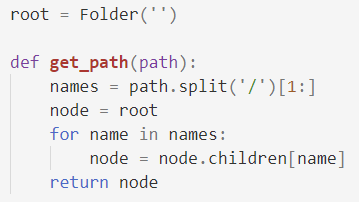 root = Folder('')
def get_path(path):
    names = path.split('/')[1:]
    node = root
    for name in names:
        node = node.children[name]
    return node